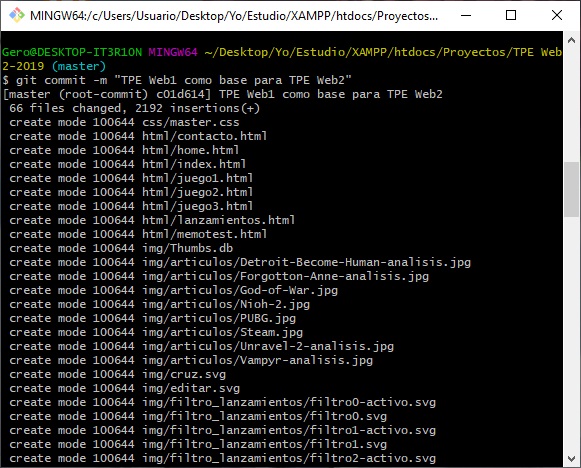 MINGW64:/c/Users/Usuario/Desktop/Yo/Estudio/XAMPP/htdocs/Proyectos/TPE...
Gero@DESKTOP-IT3R1ON MINGW64 ~/Desktop/Yo/Estudio/XAMPP/htdocs/Proyectos/TPE Web
2-2019 (master)
$ git commit -m "TPE Web1 como base para TPE Web2"
[master (root-commit) c01d614] TPE Web1 como base para TPE Web2
66 files changed, 2192 insertions(+)
create mode 100644 css/master.css
create mode 100644 html/contacto.html
create mode 100644 html/home.html
create mode 100644 html/index.html
create mode 100644 html/juego1.html
create mode 100644 html/juego2.html
create mode 100644 html/juego3.html
create mode 100644 html/lanzamientos.html
create mode 100644 html/memotest.html
create mode 100644 img/Thumbs.db
create mode 100644 img/articulos/Detroit-Become-Human-analisis.jpg
create mode 100644 img/articulos/Forgotton-Anne-analisis.jpg
create mode 100644 img/articulos/God-of-War.jpg
create mode 100644 img/articulos/Nioh-2.jpg
create mode 100644 img/articulos/PUBG.jpg
create mode 100644 img/articulos/Steam.jpg
create mode 100644 img/articulos/Unravel-2-analisis.jpg
create mode 100644 img/articulos/Vampyr-analisis.jpg
create mode 100644 img/cruz.svg
create mode 100644 img/editar.svg
create mode 100644 img/filtro_lanzamientos/filtro0-activo.svg
create mode 100644 img/filtro_lanzamientos/filtro0.svg
create mode 100644 img/filtro_lanzamientos/filtro1-activo.svg
create mode 100644 img/filtro_lanzamientos/filtro1.svg
create mode 100644 img/filtro_lanzamientos/filtro2-activo.svg